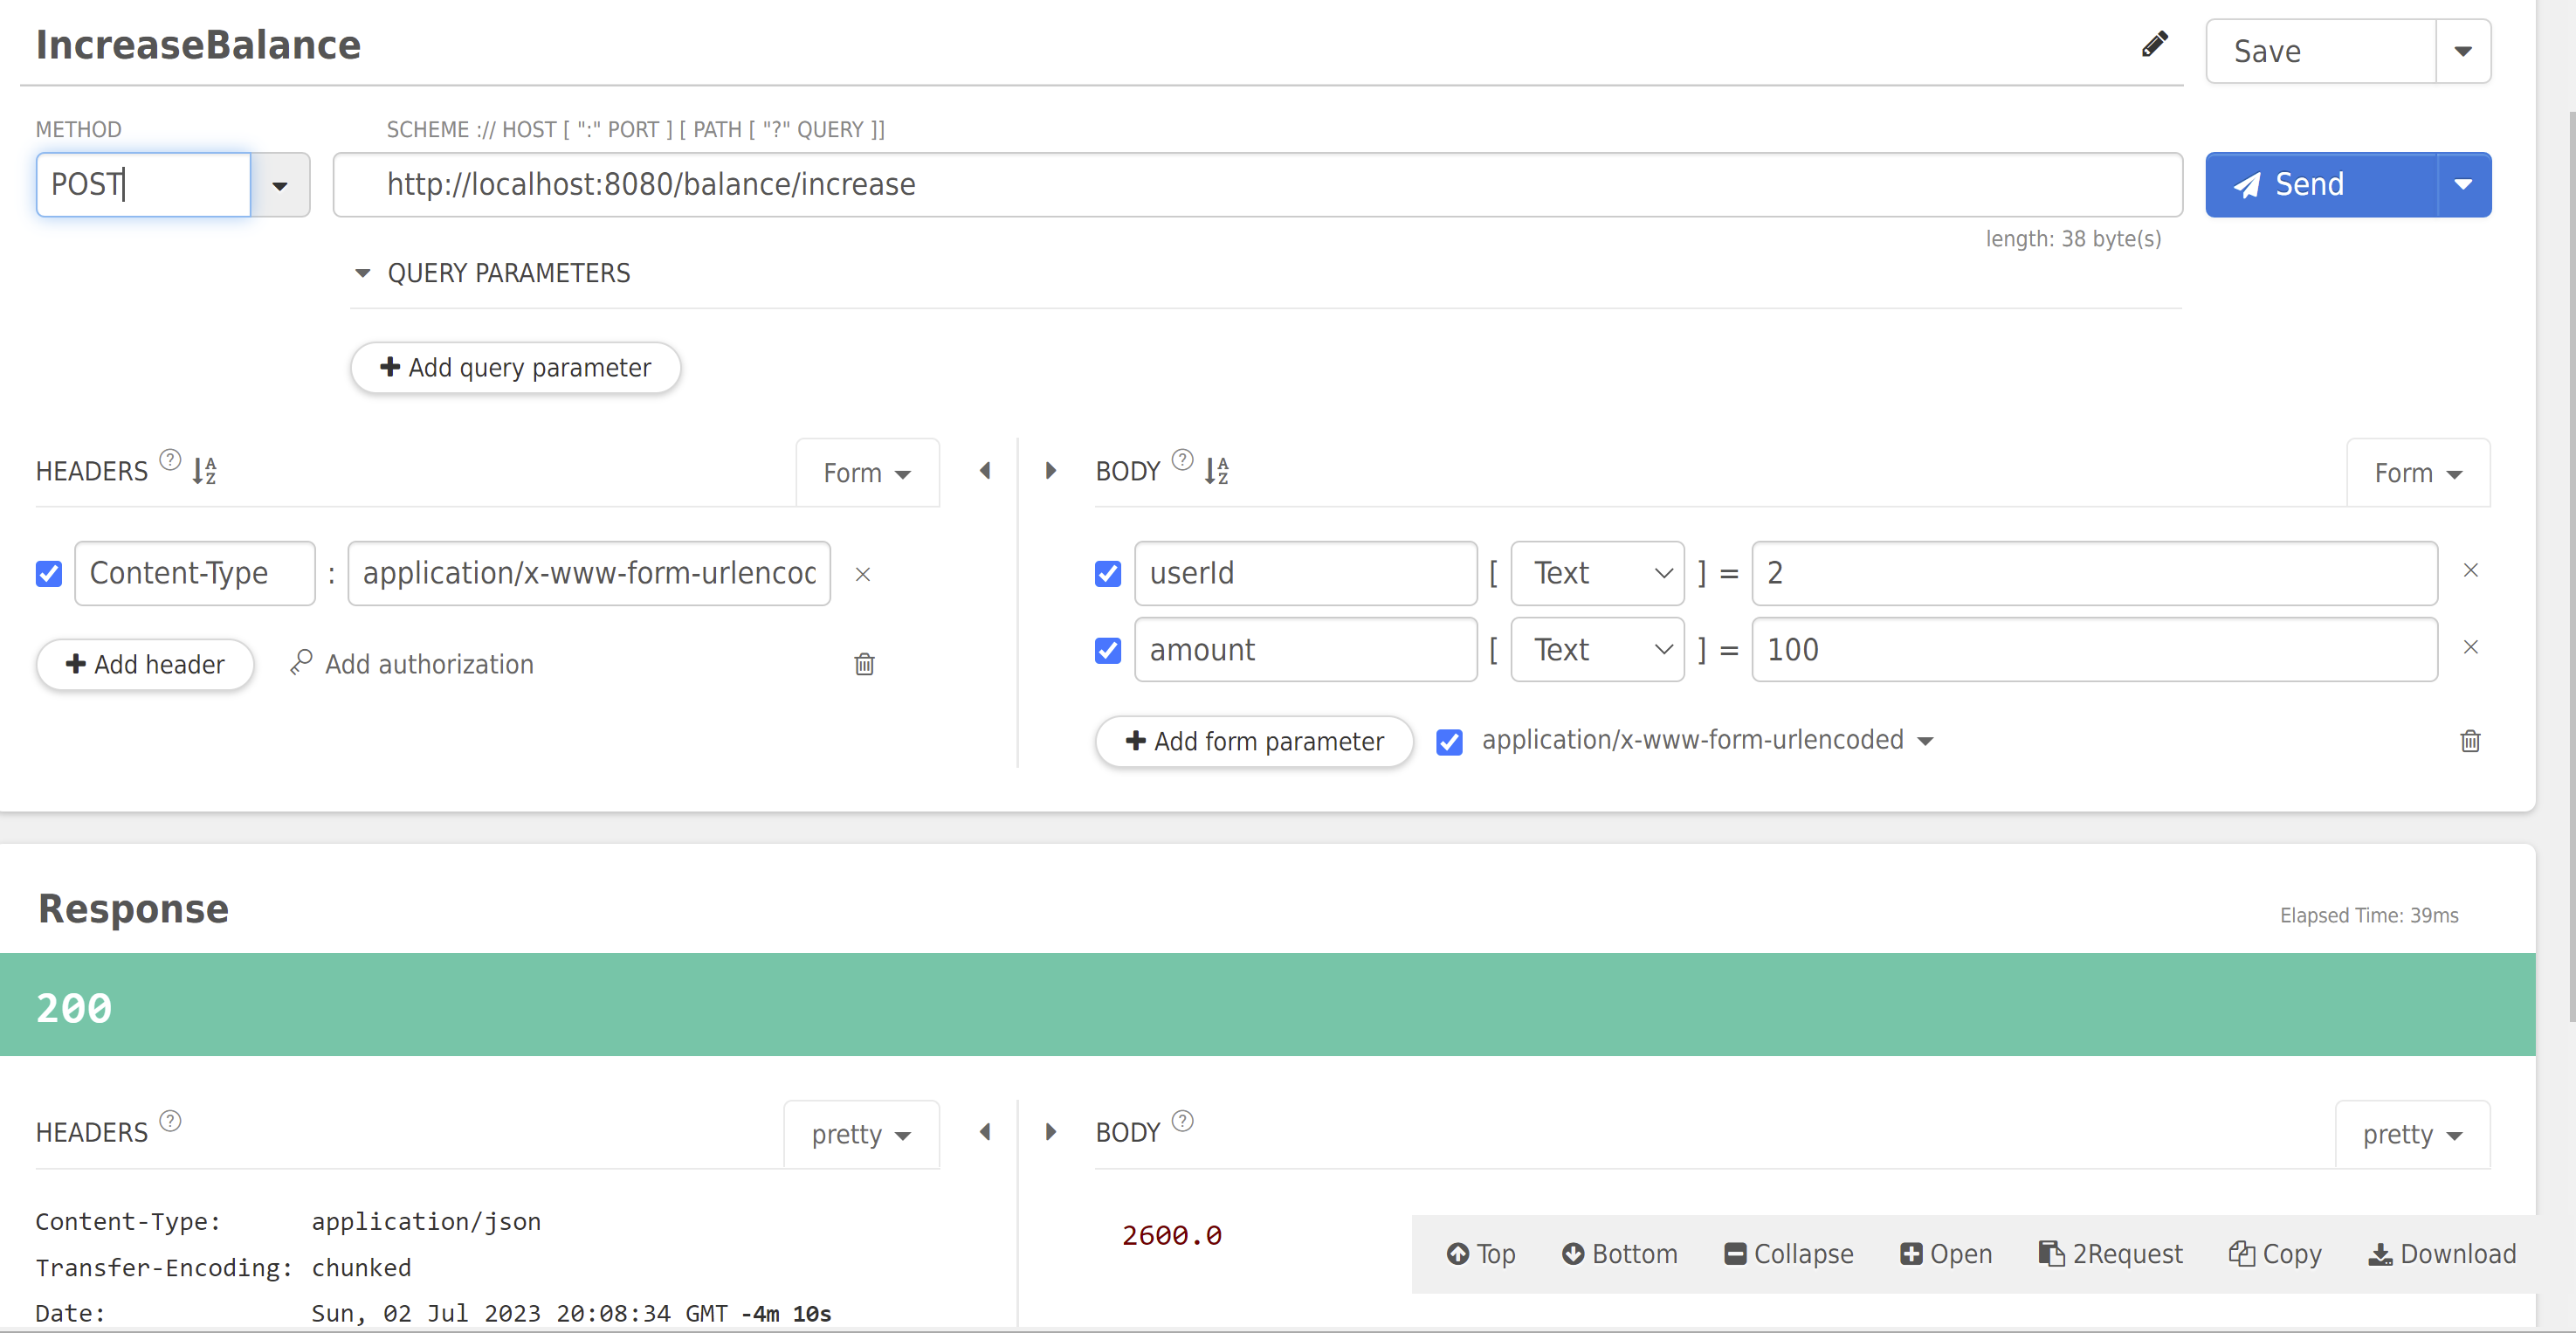 IncreaseBalance
Save
METHOD
SCHEME :// HOST [ ":" PORT ] [ PATH [ "?" QUERY ]]
POST
http://localhost:8080/balance/increase
Send
length: 38 byte(s)
QUERY PARAMETERS
Add query parameter
HEADERS ? A Z Form
Content-Type : application/x-www-form-urlencoc
Add header Add authorization
BODY ? A Z Form
userId [ Text ] = 2
amount [ Text ] = 100
Add form parameter application/x-www-form-urlencoded
Response
Elapsed Time: 39ms
200
HEADERS ? pretty
Content-Type: application/json
Transfer-Encoding: chunked
Date: Sun, 02 Jul 2023 20:08:34 GMT -4m 10s
BODY ? pretty
2600.0
Top Bottom Collapse Open 2Request Copy Download